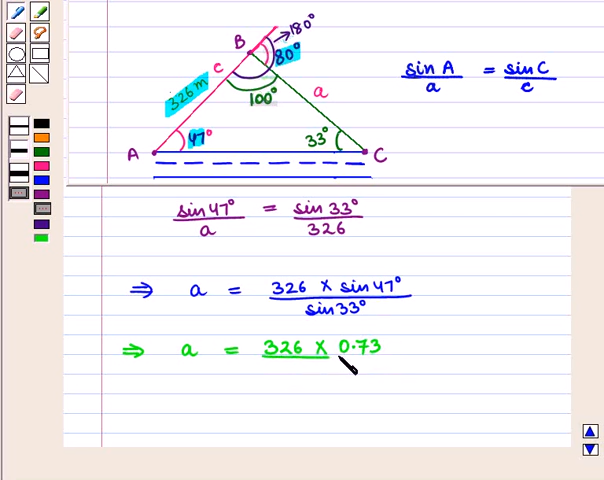 →180°
B
80°
c
326 m
100°
a
47°
33°
A
C
sin A / a = sin C / c
sin 47° / a = sin 33° / 326
⇒ a = 326 × sin 47° / sin 33°
⇒ a = 326 × 0.73